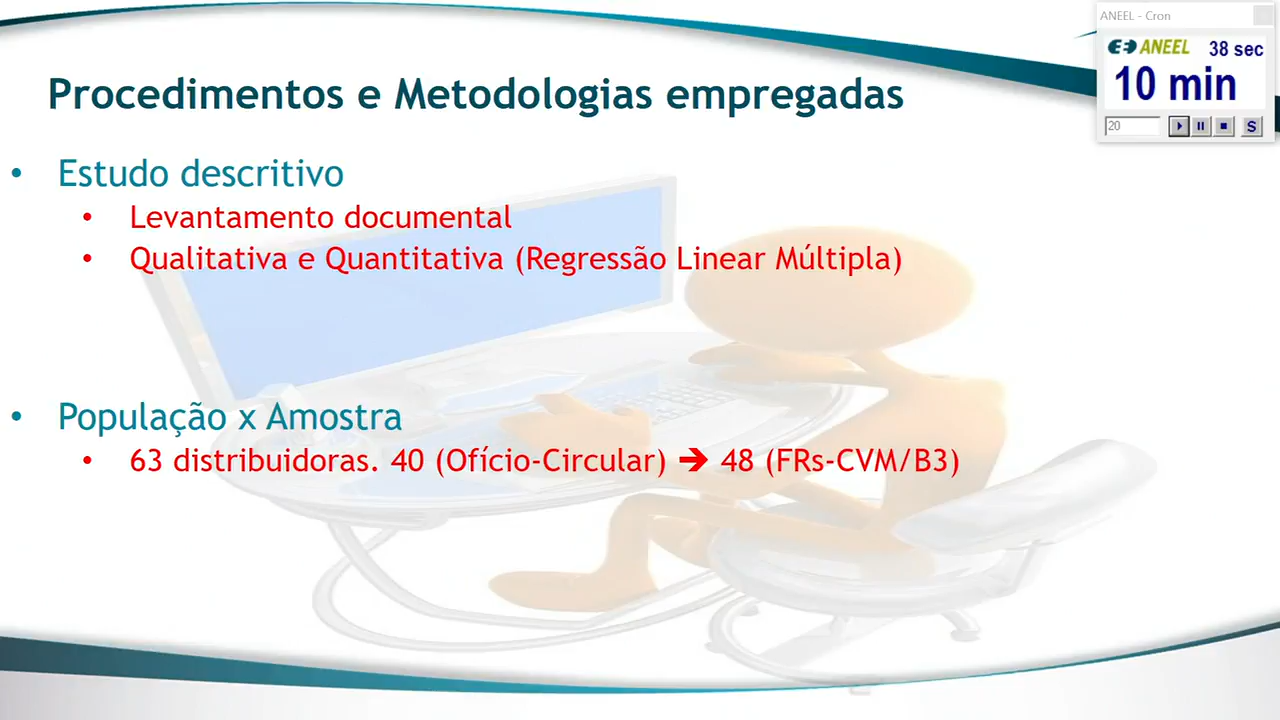 ANEEL - Cron
ANEEL 38 sec
10 min
20
S
Procedimentos e Metodologias empregadas
• Estudo descritivo
• Levantamento documental
• Qualitativa e Quantitativa (Regressão Linear Múltipla)
• População x Amostra
• 63 distribuidoras. 40 (Ofício-Circular) ➔ 48 (FRs-CVM/B3)